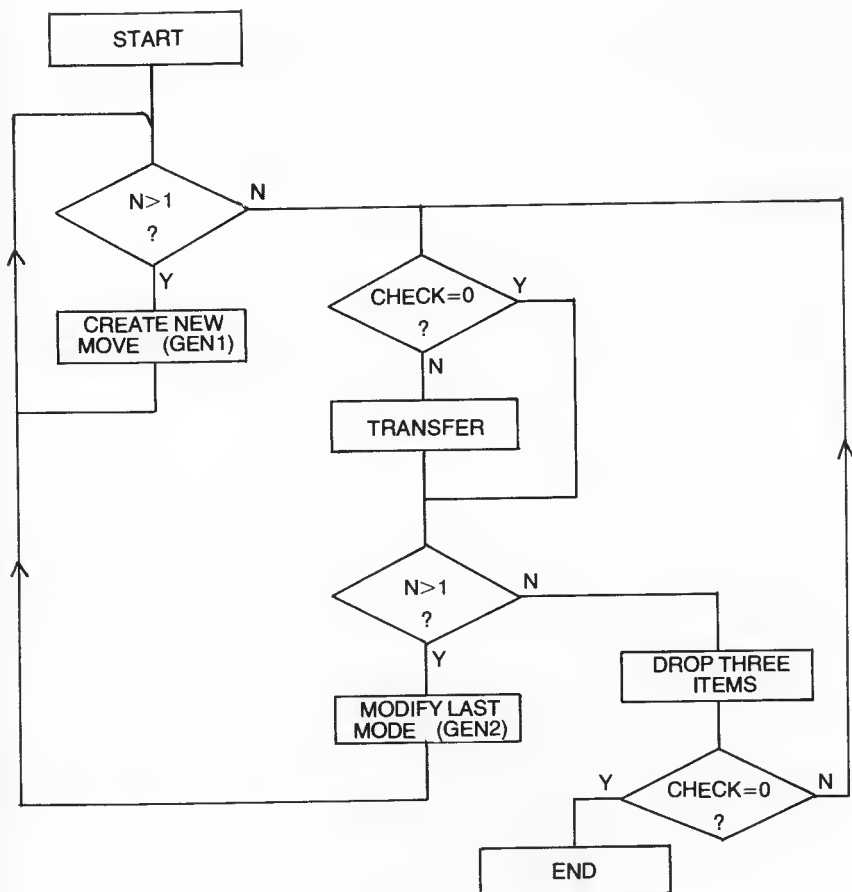 START
N>1
?
N
Y
CREATE NEW
MOVE (GEN1)
CHECK=0
?
Y
N
TRANSFER
N>1
?
N
Y
MODIFY LAST
MODE (GEN2)
DROP THREE
ITEMS
CHECK=0
?
Y
N
END